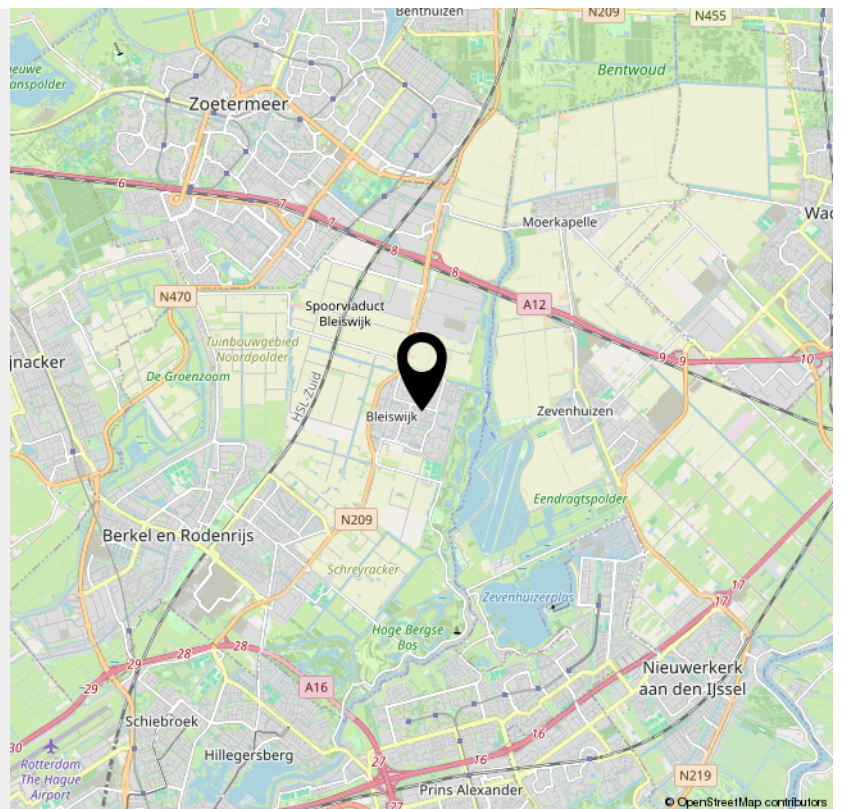 Benthuizen
N209
N455
Bentwoud
Zoetermeer
6
7
7
Moerkapelle
8
8
N470
Spoorviaduct
Bleiswijk
A12
Tuinbouwgebied
Noordpolder
9
9
10
De Groenzoom
HSL-Zuid
Bleiswijk
Zevenhuizen
Eendragtspolder
N209
Berkel en Rodenrijs
Schreyracker
17
Zevenhuizerplas
17
Hoge Bergse
Bos
28
28
29
29
A16
Nieuwerkerk
aan den IJssel
Schiebroek
30
Rotterdam
The Hague
Airport
Hillegersberg
16
16
27
27
Prins Alexander
N219
© OpenStreetMap contributors